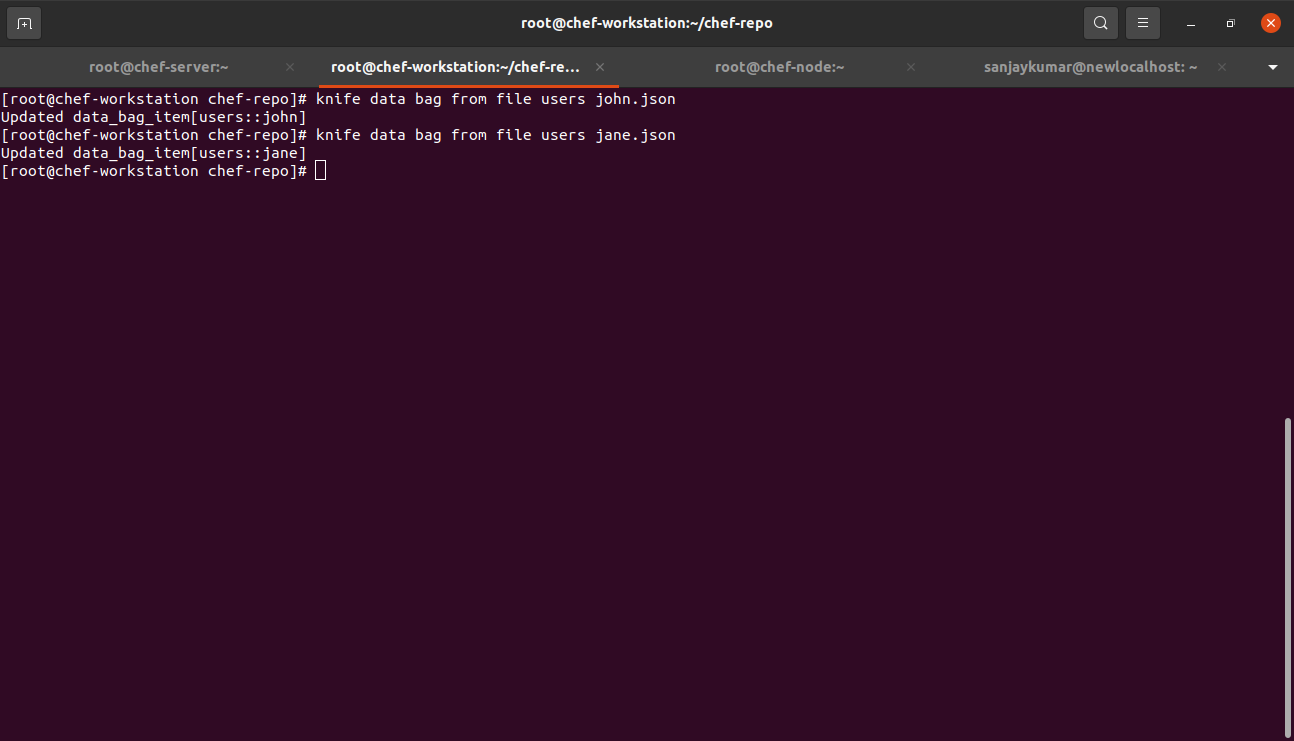 root@chef-workstation:~/chef-repo
root@chef-server:~
root@chef-workstation:~/chef-re...
root@chef-node:~
sanjaykumar@newlocalhost: ~
[root@chef-workstation chef-repo]# knife data bag from file users john.json
Updated data_bag_item[users::john]
[root@chef-workstation chef-repo]# knife data bag from file users jane.json
Updated data_bag_item[users::jane]
[root@chef-workstation chef-repo]#